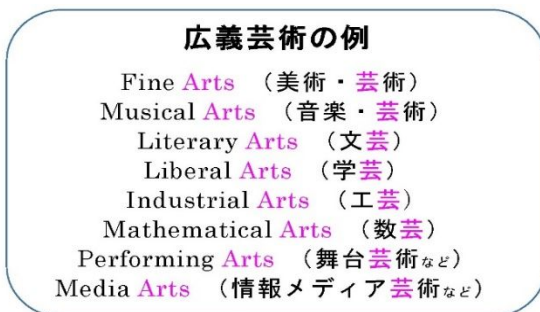 広義芸術の例
Fine Arts （美術・芸術）
Musical Arts （音楽・芸術）
Literary Arts （文芸）
Liberal Arts （学芸）
Industrial Arts （工芸）
Mathematical Arts （数芸）
Performing Arts （舞台芸術など）
Media Arts （情報メディア芸術など）